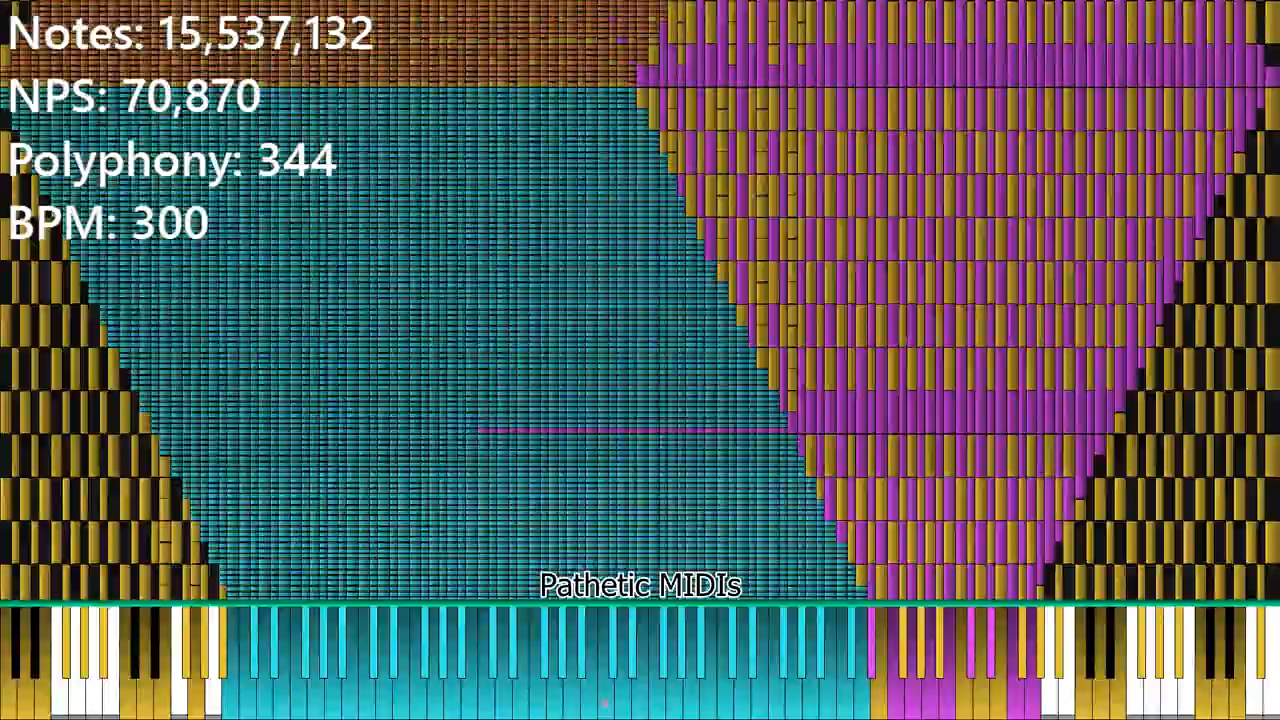 Notes: 15,537,132
NPS: 70,870
Polyphony: 344
BPM: 300
Pathetic MIDIs